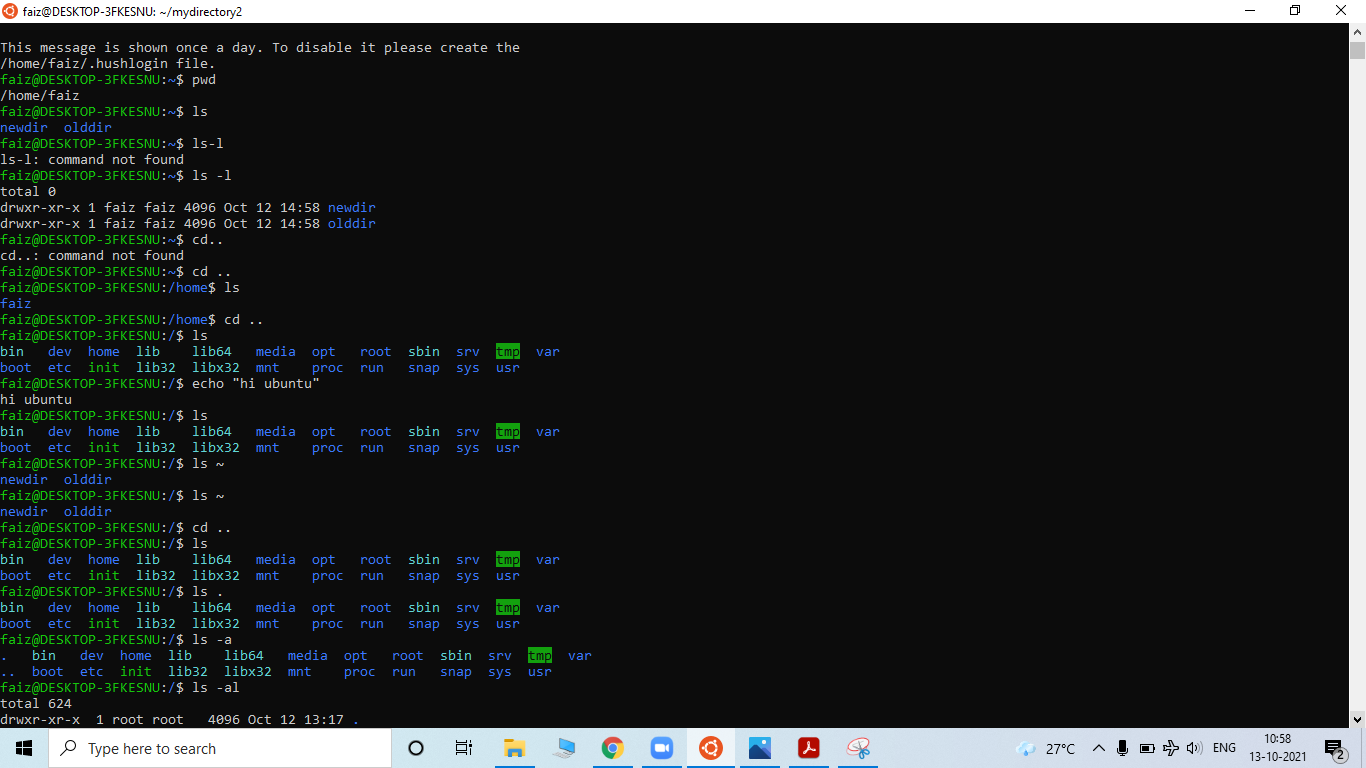 faiz@DESKTOP-3FKESNU: ~/mydirectory2
This message is shown once a day. To disable it please create the
/home/faiz/.hushlogin file.
faiz@DESKTOP-3FKESNU:~$ pwd
/home/faiz
faiz@DESKTOP-3FKESNU:~$ ls
newdir  olddir
faiz@DESKTOP-3FKESNU:~$ ls-l
ls-l: command not found
faiz@DESKTOP-3FKESNU:~$ ls -l
total 0
drwxr-xr-x 1 faiz faiz 4096 Oct 12 14:58 newdir
drwxr-xr-x 1 faiz faiz 4096 Oct 12 14:58 olddir
faiz@DESKTOP-3FKESNU:~$ cd..
cd..: command not found
faiz@DESKTOP-3FKESNU:~$ cd ..
faiz@DESKTOP-3FKESNU:/home$ ls
faiz
faiz@DESKTOP-3FKESNU:/home$ cd ..
faiz@DESKTOP-3FKESNU:/$ ls
bin   dev  home  lib    lib64   media  opt   root  sbin  srv  tmp  var
boot  etc  init  lib32  libx32  mnt    proc  run   snap  sys  usr
faiz@DESKTOP-3FKESNU:/$ echo "hi ubuntu"
hi ubuntu
faiz@DESKTOP-3FKESNU:/$ ls
bin   dev  home  lib    lib64   media  opt   root  sbin  srv  tmp  var
boot  etc  init  lib32  libx32  mnt    proc  run   snap  sys  usr
faiz@DESKTOP-3FKESNU:/$ ls ~
newdir  olddir
faiz@DESKTOP-3FKESNU:/$ ls ~
newdir  olddir
faiz@DESKTOP-3FKESNU:/$ cd ..
faiz@DESKTOP-3FKESNU:/$ ls
bin   dev  home  lib    lib64   media  opt   root  sbin  srv  tmp  var
boot  etc  init  lib32  libx32  mnt    proc  run   snap  sys  usr
faiz@DESKTOP-3FKESNU:/$ ls .
bin   dev  home  lib    lib64   media  opt   root  sbin  srv  tmp  var
boot  etc  init  lib32  libx32  mnt    proc  run   snap  sys  usr
faiz@DESKTOP-3FKESNU:/$ ls -a
.   bin   dev  home  lib    lib64   media  opt   root  sbin  srv  tmp  var
..  boot  etc  init  lib32  libx32  mnt    proc  run   snap  sys  usr
faiz@DESKTOP-3FKESNU:/$ ls -al
total 624
drwxr-xr-x  1 root root   4096 Oct 12 13:17 .
Type here to search
27°C
ENG
10:58
13-10-2021
2